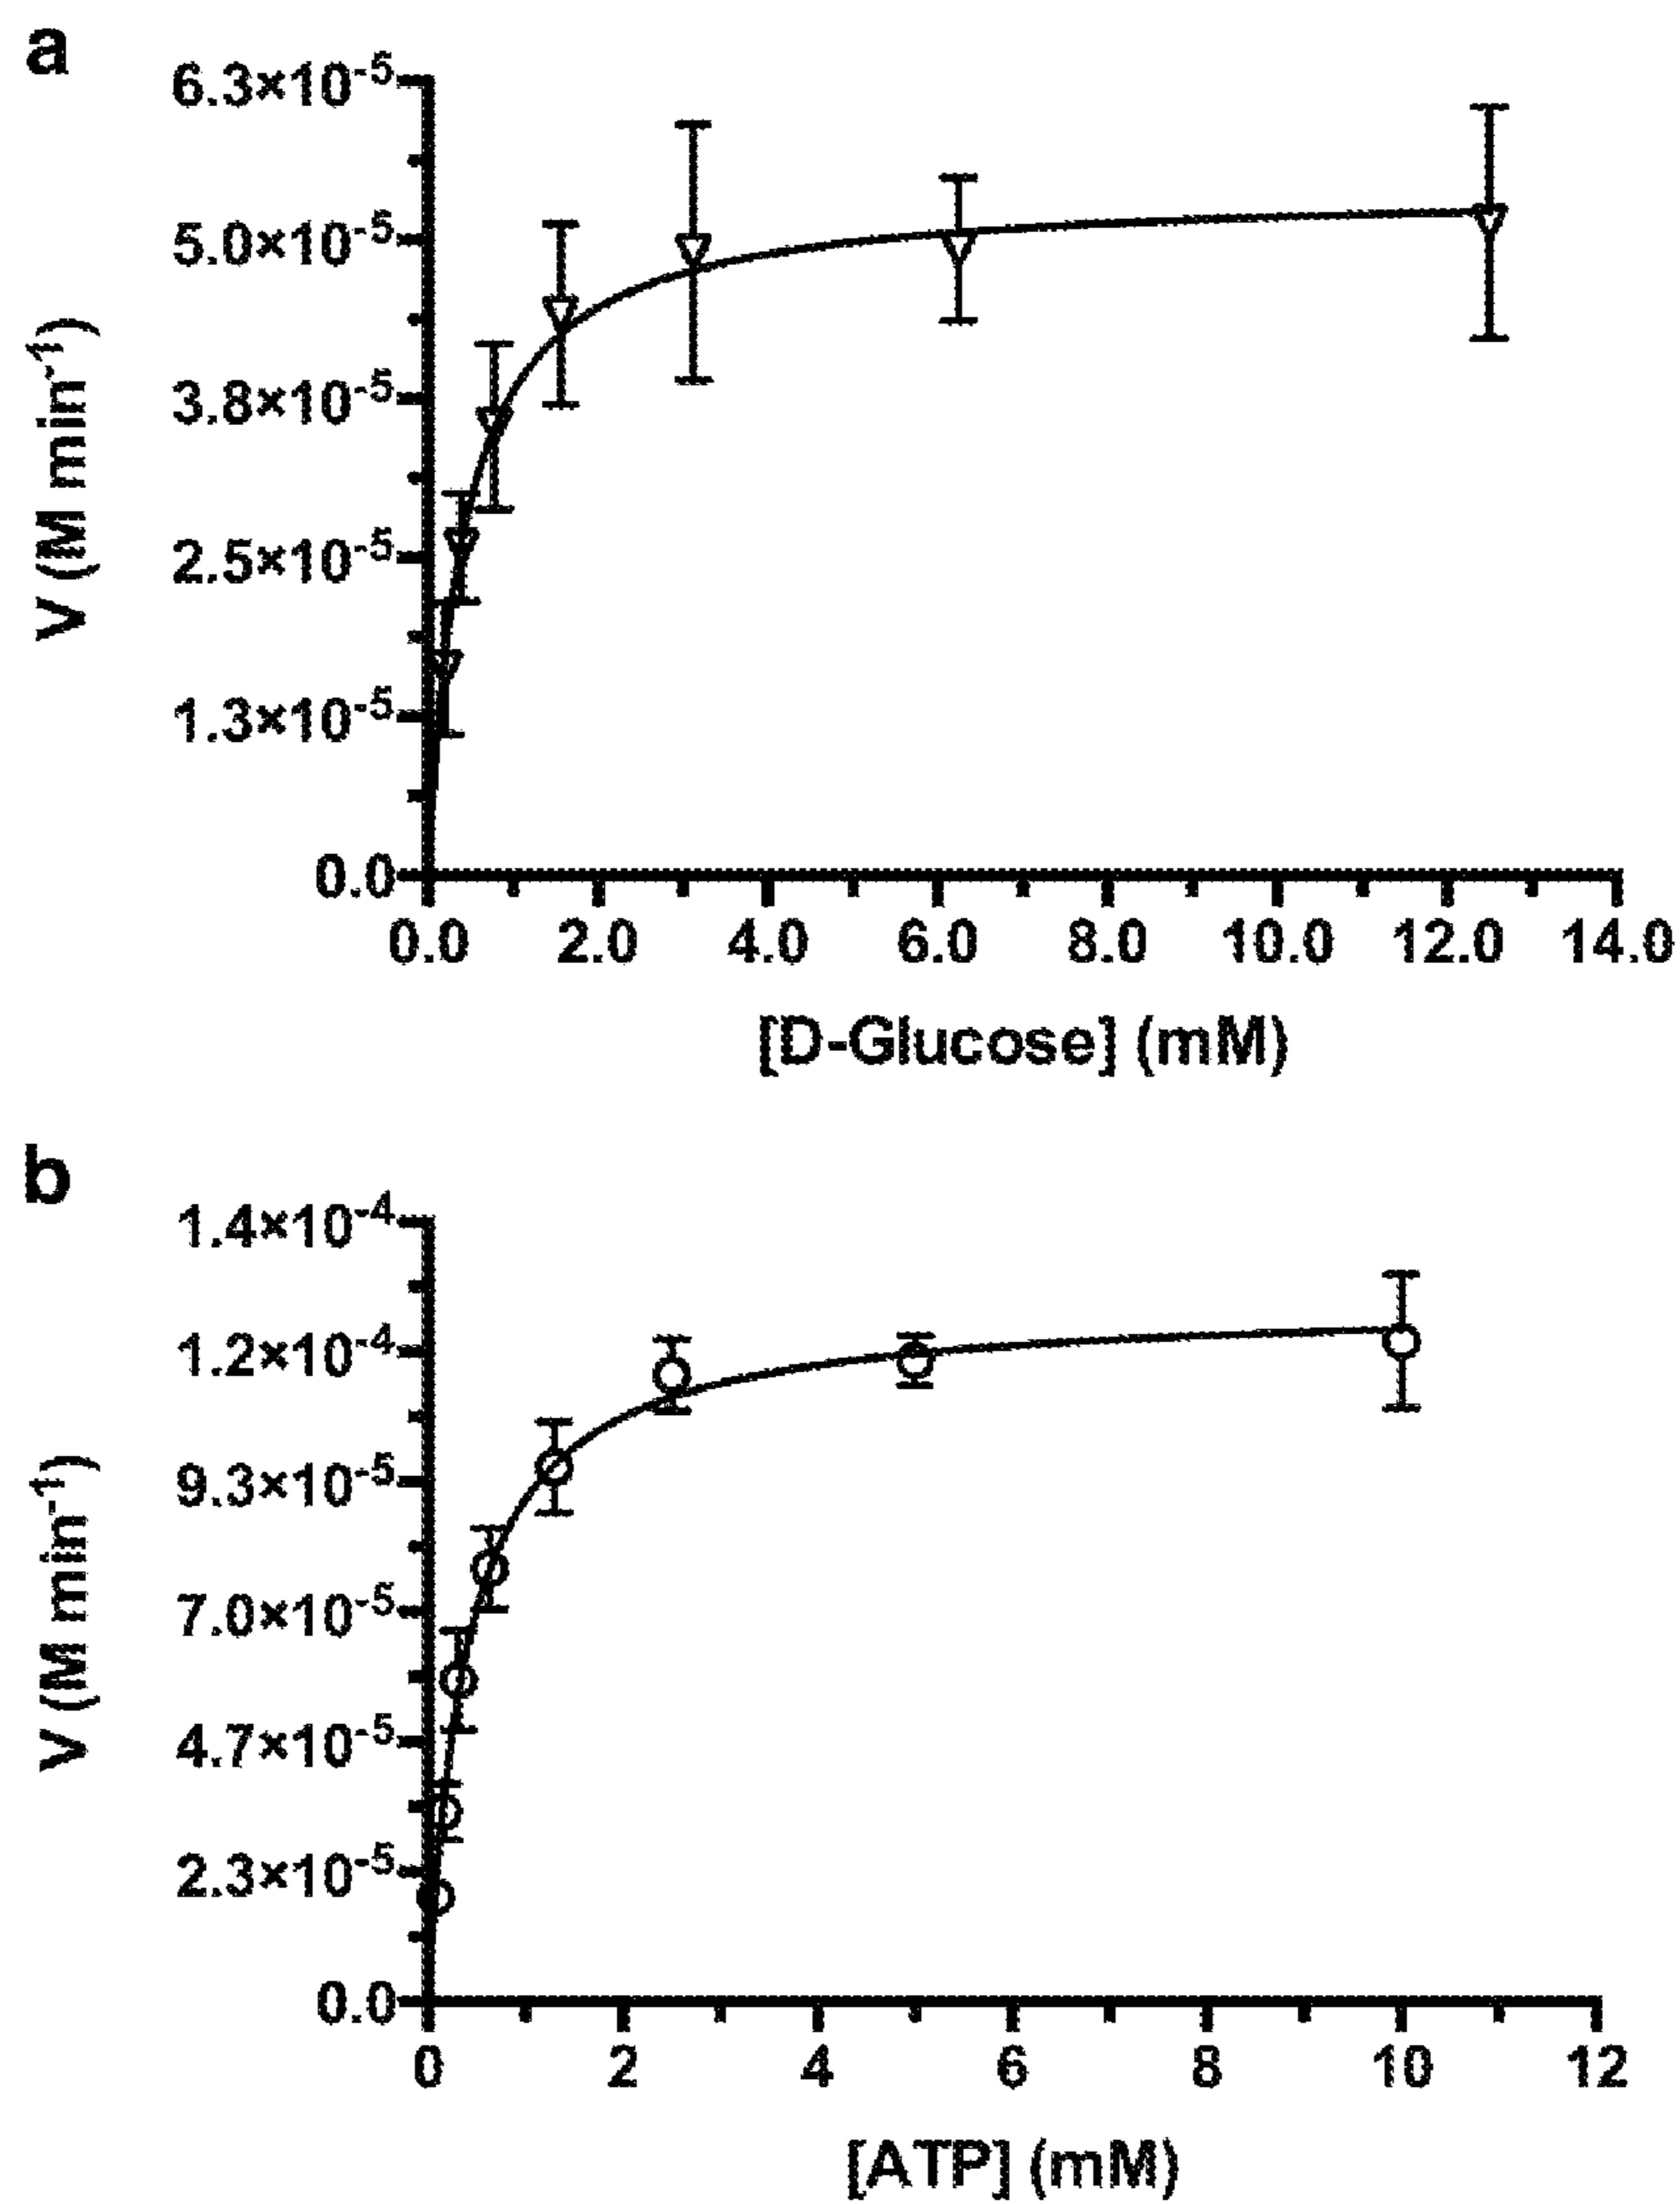 a
6.3×10⁻⁵
5.0×10⁻⁵
3.8×10⁻⁵
2.5×10⁻⁵
1.3×10⁻⁵
0.0
V (M min⁻¹)
0.0 2.0 4.0 6.0 8.0 10.0 12.0 14.0
[D-Glucose] (mM)
b
1.4×10⁻⁴
1.2×10⁻⁴
9.3×10⁻⁵
7.0×10⁻⁵
4.7×10⁻⁵
2.3×10⁻⁵
0.0
V (M min⁻¹)
0 2 4 6 8 10 12
[ATP] (mM)